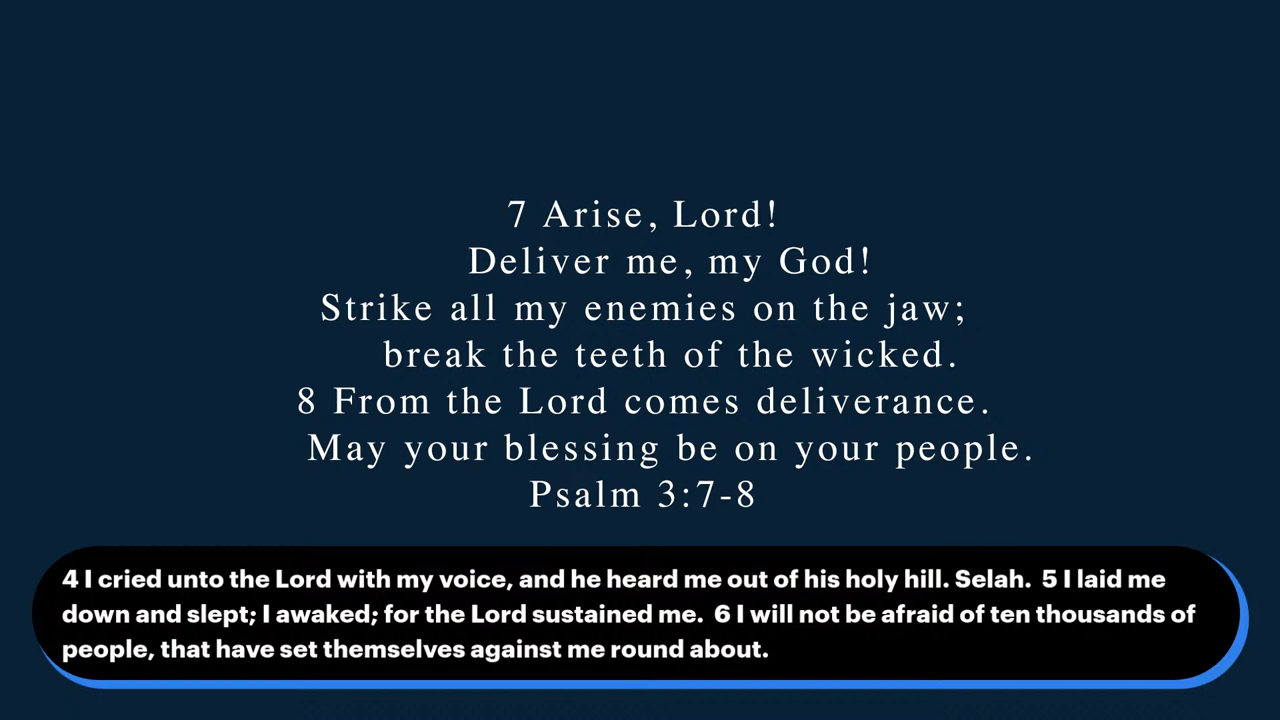 7 Arise, Lord!
Deliver me, my God!
Strike all my enemies on the jaw;
break the teeth of the wicked.
8 From the Lord comes deliverance.
May your blessing be on your people.
Psalm 3:7-8
4 I cried unto the Lord with my voice, and he heard me out of his holy hill. Selah.  5 I laid me
down and slept; I awaked; for the Lord sustained me.  6 I will not be afraid of ten thousands of
people, that have set themselves against me round about.